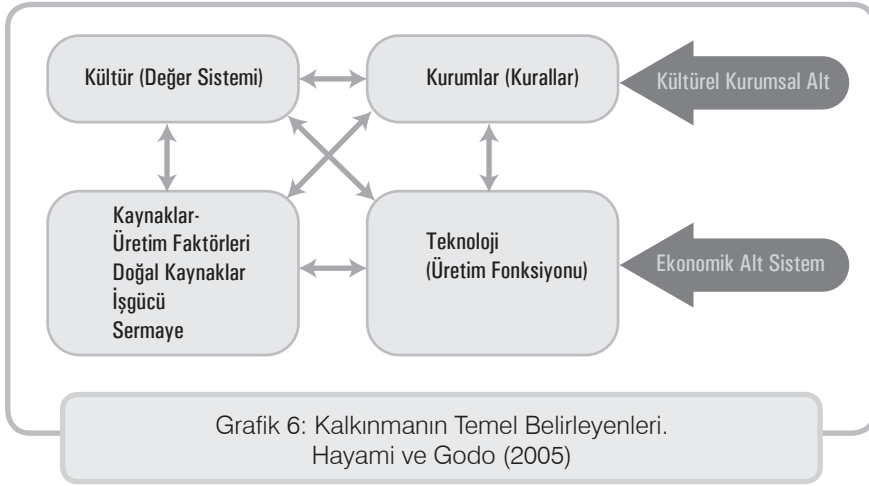 Kültür (Değer Sistemi)
Kurumlar (Kurallar)
Kültürel Kurumsal Alt
Kaynaklar-
Üretim Faktörleri
Doğal Kaynaklar
İşgücü
Sermaye
Teknoloji
(Üretim Fonksiyonu)
Ekonomik Alt Sistem
Grafik 6: Kalkınmanın Temel Belirleyenleri.
Hayami ve Godo (2005)